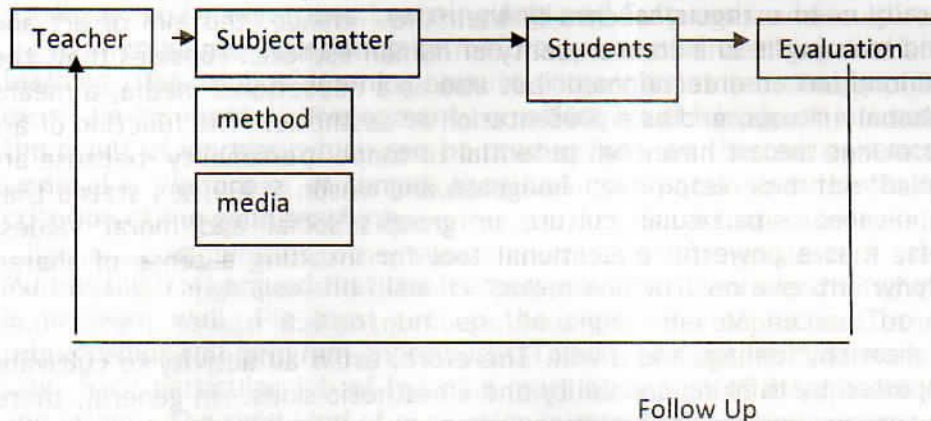 Teacher
Subject matter
Students
Evaluation
method
media
Follow Up